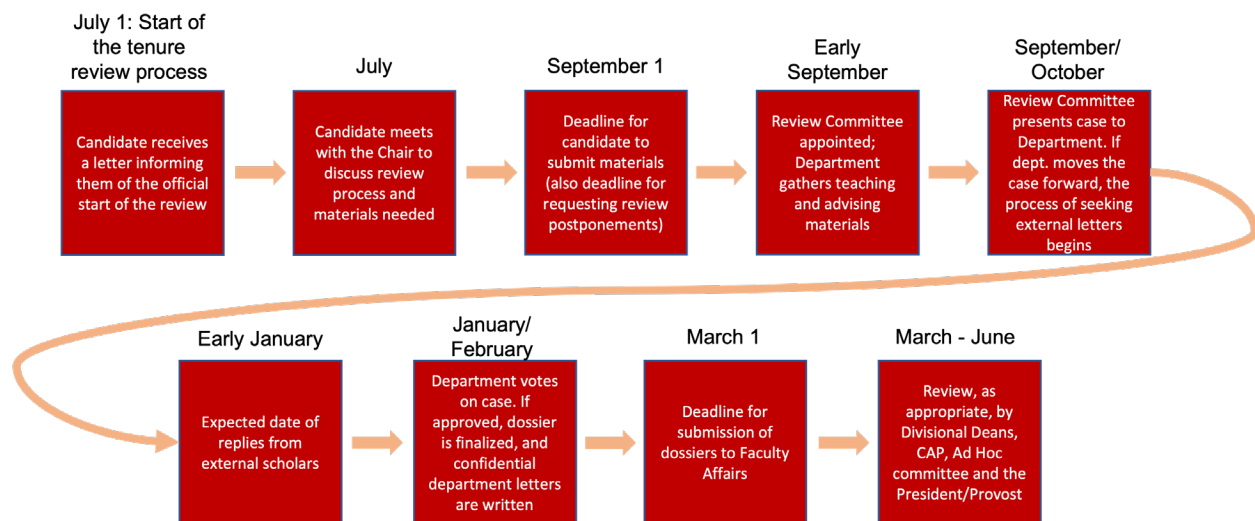 July 1: Start of
the tenure
review process
Candidate receives
a letter informing
them of the official
start of the review
July
Candidate meets
with the Chair to
discuss review
process and
materials needed
September 1
Deadline for
candidate to
submit materials
(also deadline for
requesting review
postponements)
Early
September
Review Committee
appointed;
Department
gathers teaching
and advising
materials
September/
October
Review Committee
presents case to
Department. If
dept. moves the
case forward, the
process of seeking
external letters
begins
Early January
Expected date of
replies from
external scholars
January/
February
Department votes
on case. If
approved, dossier
is finalized, and
confidential
department letters
are written
March 1
Deadline for
submission of
dossiers to Faculty
Affairs
March - June
Review, as
appropriate, by
Divisional Deans,
CAP, Ad Hoc
committee and the
President/Provost